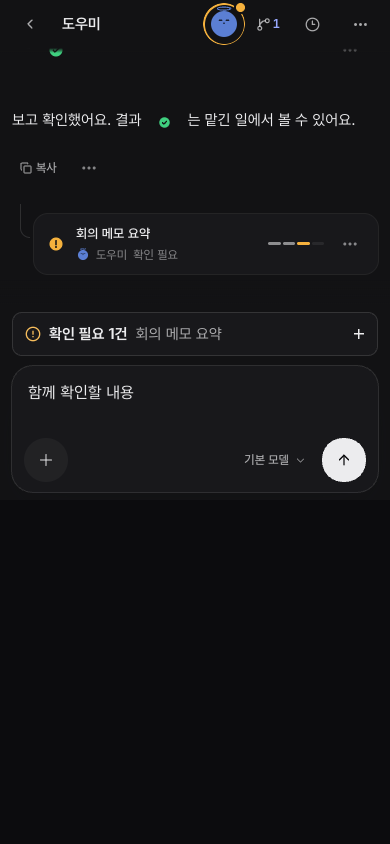 도우미
1
보고 확인했어요. 결과 는 맡긴 일에서 볼 수 있어요.
복사
회의 메모 요약
도우미 확인 필요
확인 필요 1건 회의 메모 요약
함께 확인할 내용
기본 모델